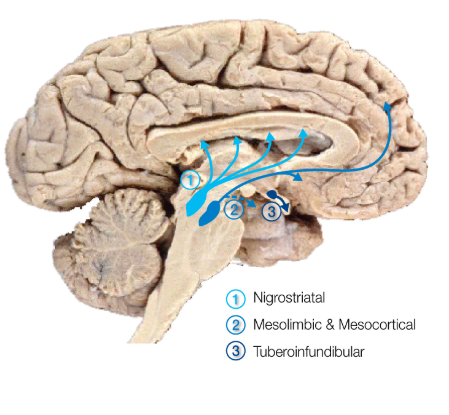 1
2
3
1 Nigrostriatal
2 Mesolimbic & Mesocortical
3 Tuberoinfundibular